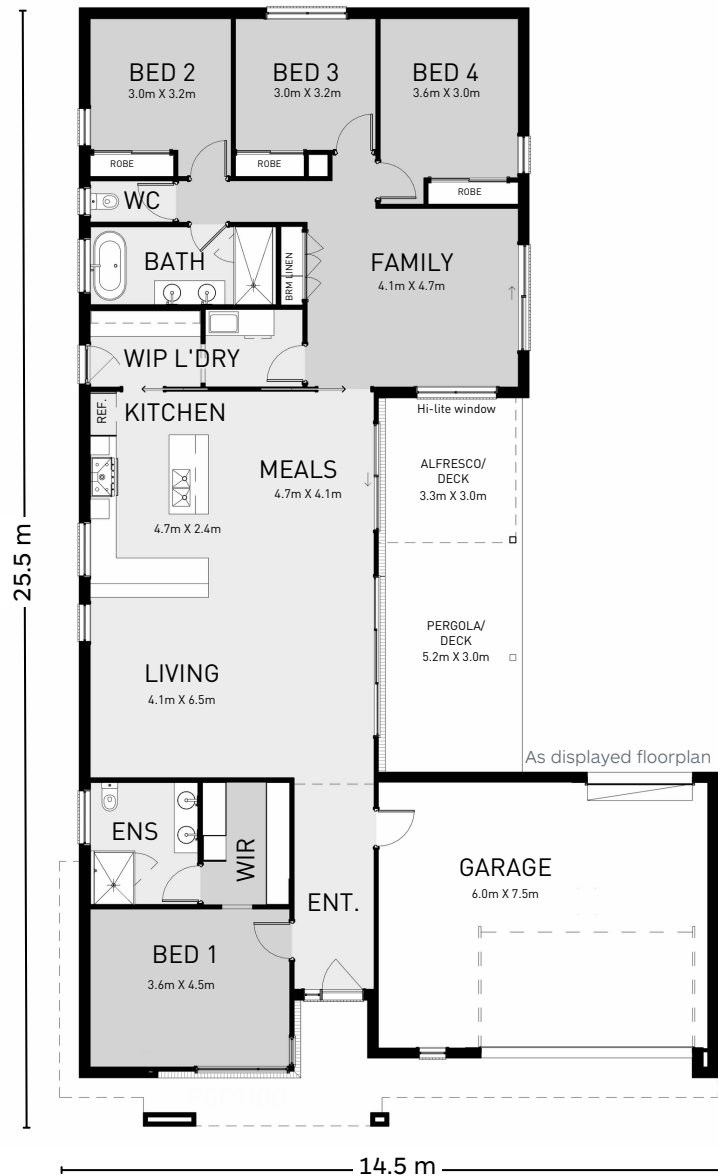 BED 2
3.0m X 3.2m
BED 3
3.0m X 3.2m
BED 4
3.6m X 3.0m
ROBE
ROBE
ROBE
WC
BATH
BRM LINEN
FAMILY
4.1m X 4.7m
WIP L'DRY
REF.
KITCHEN
4.7m X 2.4m
MEALS
4.7m X 4.1m
Hi-lite window
ALFRESCO/
DECK
3.3m X 3.0m
25.5 m
PERGOLA/
DECK
5.2m X 3.0m
LIVING
4.1m X 6.5m
As displayed floorplan
ENS
WIR
ENT.
GARAGE
6.0m X 7.5m
BED 1
3.6m X 4.5m
14.5 m